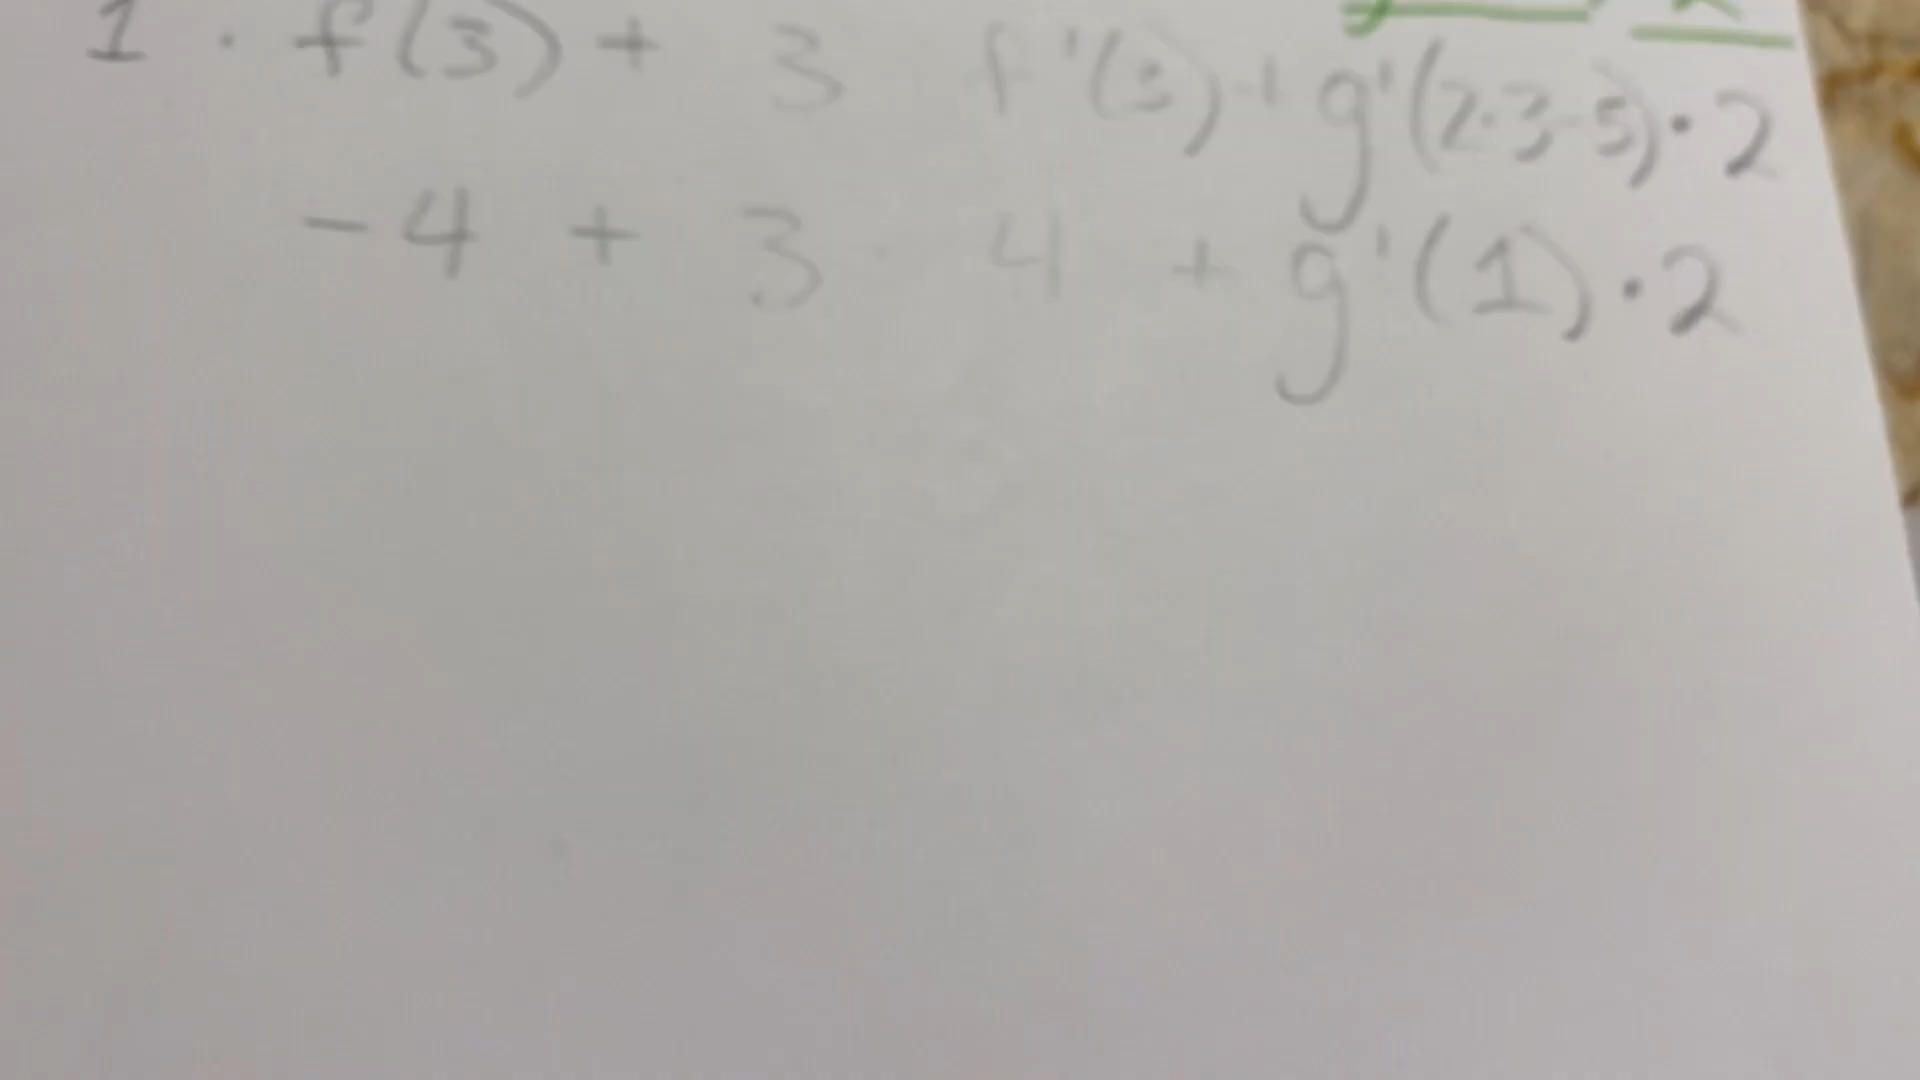 1 · f(3) + 3 f'(3) + g'(2·3-5) · 2
-4 + 3 · 4 + g'(1) · 2